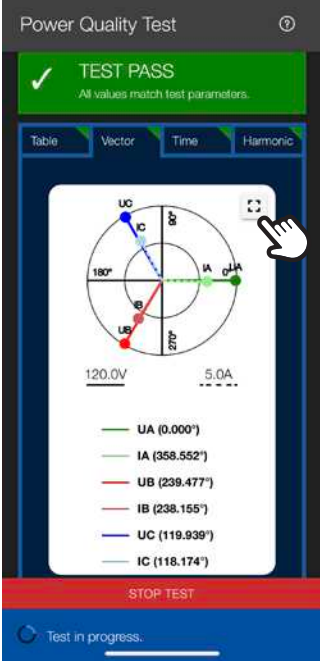 Power Quality Test
TEST PASS
All values match test parameters.
Table Vector Time Harmonic
UC
90°
IC
180°
IA 0° UA
IB
UB
270°
120.0V 5.0A
UA (0.000°)
IA (358.552°)
UB (239.477°)
IB (238.155°)
UC (119.939°)
IC (118.174°)
STOP TEST
Test in progress.